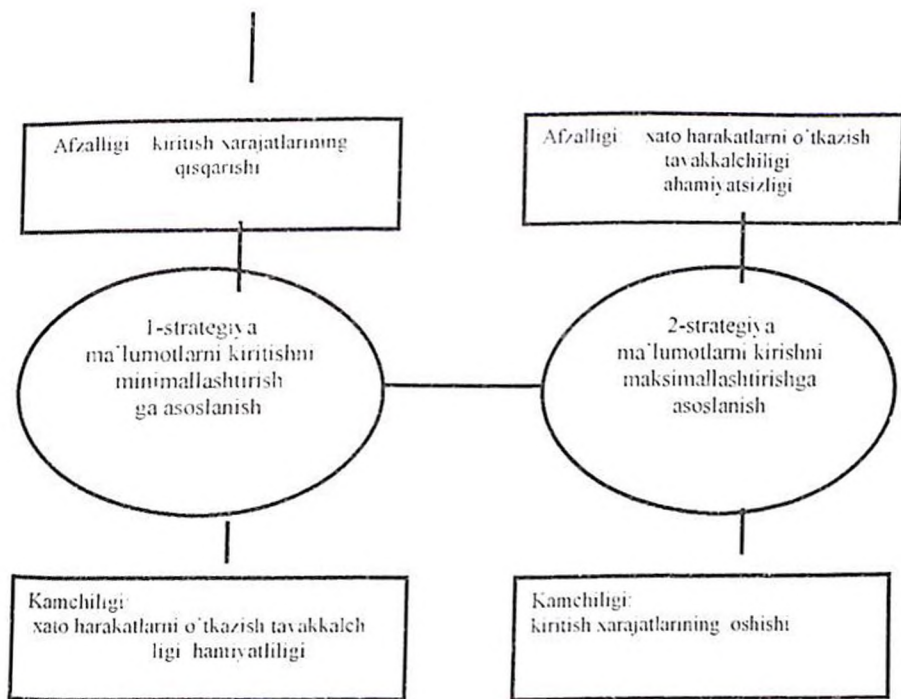 Afzalligi kiritish xarajatlarining
qisqarishi
Afzalligi: xato harakatlarni o`tkazish
tavakkalchiligi
ahamiyatsizligi
1-strategiya
ma`lumotlarni kiritishni
minimallashtirish
ga asoslanish
2-strategiya
ma`lumotlarni kirishni
maksimallashtirishga
asoslanish
Kamchiligi:
xato harakatlarni o`tkazish tavakkalch
ligi hamiyatliligi
Kamchiligi:
kiritish xarajatlarining oshishi